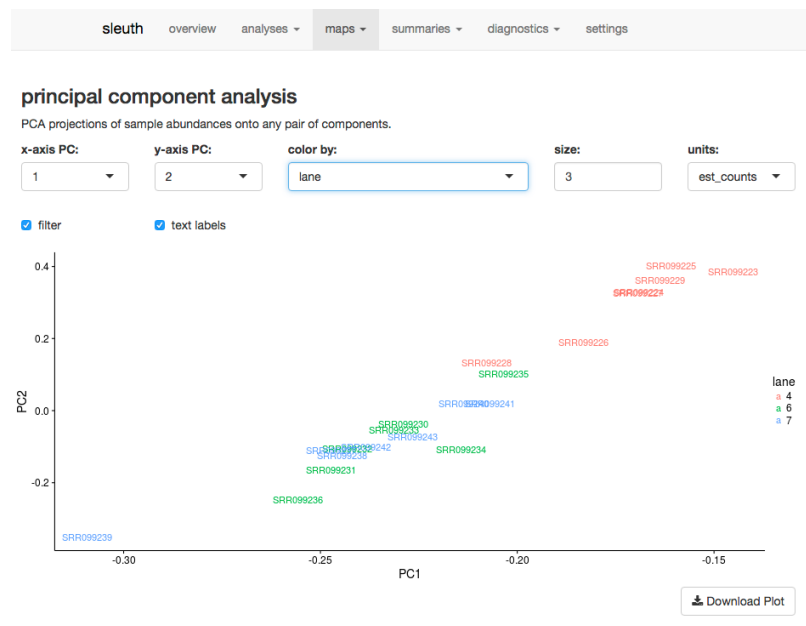 sleuth overview analyses maps summaries diagnostics settings
principal component analysis
PCA projections of sample abundances onto any pair of components.
x-axis PC: y-axis PC: color by: size: units:
1 2 lane 3 est_counts
filter text labels
0.4
0.2
0.0
-0.2
PC2
SRR099225
SRR099223
SRR099229
SRR099224
SRR099226
SRR099228
SRR099235
SRR099241
SRR099230
SRR099233
SRR099243
SRR099242
SRR099232
SRR099238
SRR099234
SRR099231
SRR099236
SRR099239
lane
a 4
a 6
a 7
-0.30 -0.25 -0.20 -0.15
PC1
Download Plot